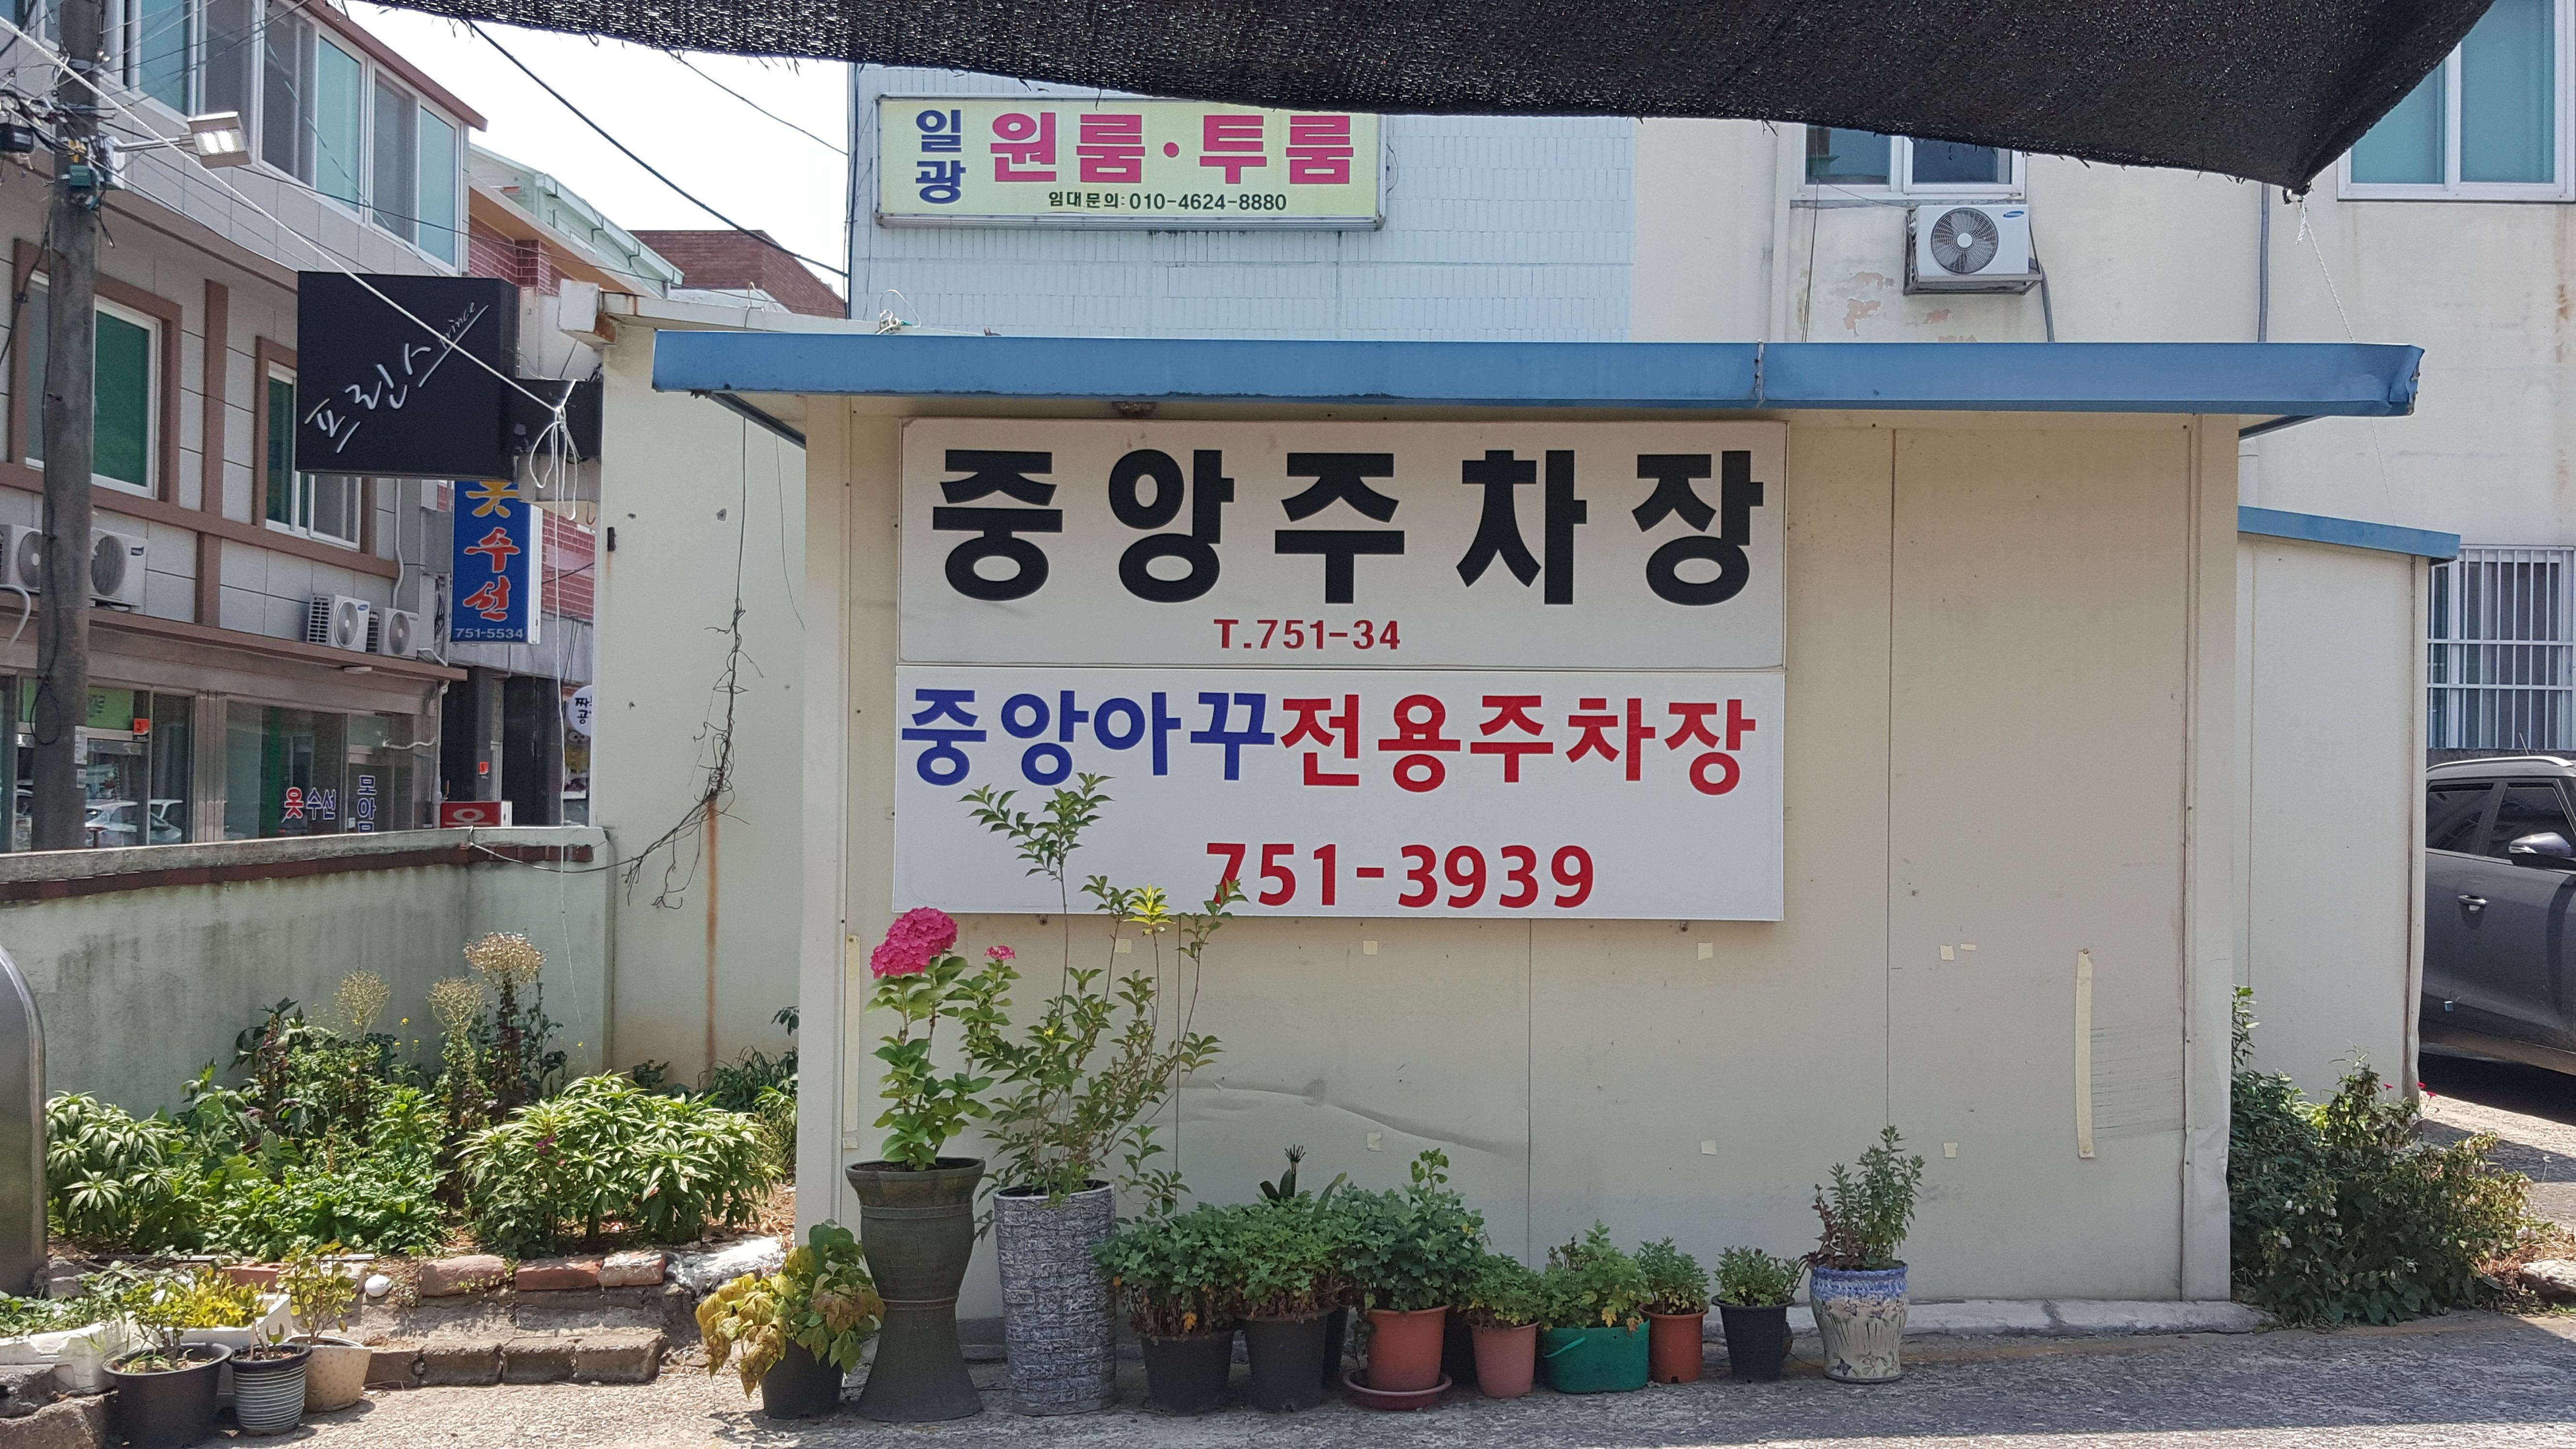 일광
원룸·투룸
임대문의:010-4624-8880
프린스 prince
옷수선
751-5534
중앙주차장
T.751-34
중앙아꾸전용주차장
751-3939
옷수선
모아